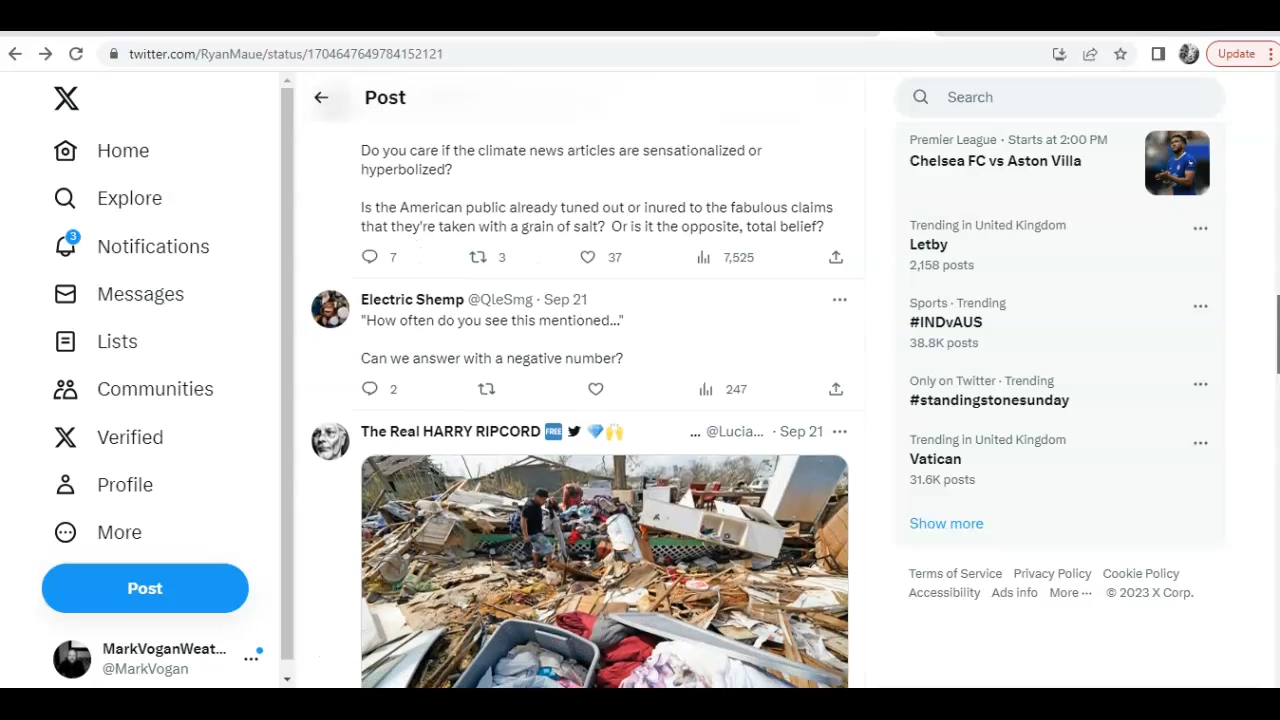 twitter.com/RyanMaue/status/1704647649784152121
Update
Home
Explore
3
Notifications
Messages
Lists
Communities
Verified
Profile
More
Post
MarkVoganWeat...
@MarkVogan
Post
Do you care if the climate news articles are sensationalized or
hyperbolized?
Is the American public already tuned out or inured to the fabulous claims
that they're taken with a grain of salt? Or is it the opposite, total belief?
7 3 37 7,525
Electric Shemp @QleSmg · Sep 21
"How often do you see this mentioned..."
Can we answer with a negative number?
2 247
The Real HARRY RIPCORD FREE ... @Lucia... · Sep 21
Search
Premier League · Starts at 2:00 PM
Chelsea FC vs Aston Villa
Trending in United Kingdom
Letby
2,158 posts
Sports · Trending
#INDvAUS
38.8K posts
Only on Twitter · Trending
#standingstonesunday
Trending in United Kingdom
Vatican
31.6K posts
Show more
Terms of Service Privacy Policy Cookie Policy
Accessibility Ads info More ··· © 2023 X Corp.